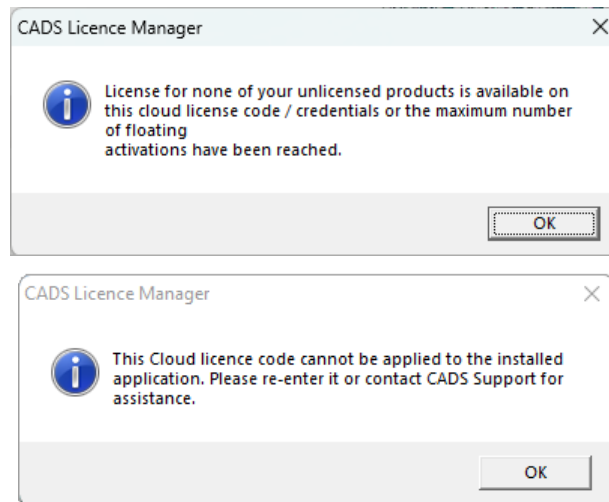 CADS Licence Manager
License for none of your unlicensed products is available on
this cloud license code / credentials or the maximum number
of floating
activations have been reached.
OK
CADS Licence Manager
This Cloud licence code cannot be applied to the installed
application. Please re-enter it or contact CADS Support for
assistance.
OK